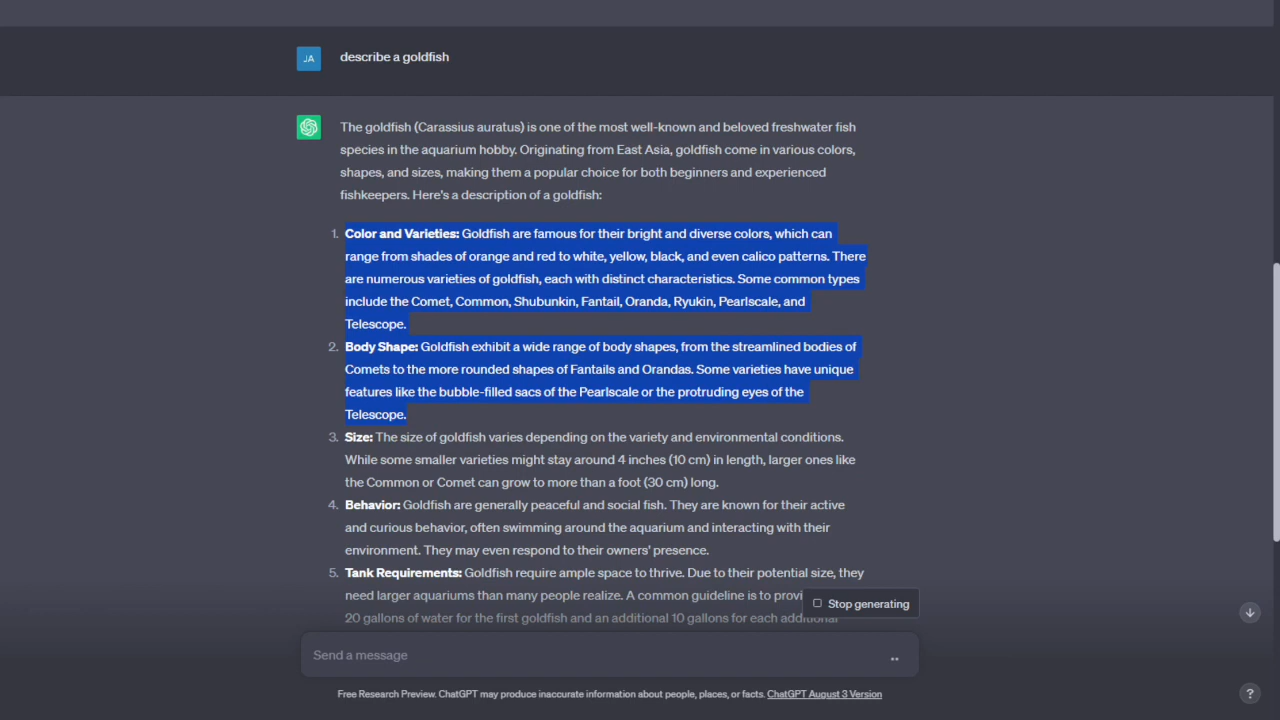 JA
describe a goldfish
The goldfish (Carassius auratus) is one of the most well-known and beloved freshwater fish
species in the aquarium hobby. Originating from East Asia, goldfish come in various colors,
shapes, and sizes, making them a popular choice for both beginners and experienced
fishkeepers. Here's a description of a goldfish:
1. Color and Varieties: Goldfish are famous for their bright and diverse colors, which can
range from shades of orange and red to white, yellow, black, and even calico patterns. There
are numerous varieties of goldfish, each with distinct characteristics. Some common types
include the Comet, Common, Shubunkin, Fantail, Oranda, Ryukin, Pearlscale, and
Telescope.
2. Body Shape: Goldfish exhibit a wide range of body shapes, from the streamlined bodies of
Comets to the more rounded shapes of Fantails and Orandas. Some varieties have unique
features like the bubble-filled sacs of the Pearlscale or the protruding eyes of the
Telescope.
3. Size: The size of goldfish varies depending on the variety and environmental conditions.
While some smaller varieties might stay around 4 inches (10 cm) in length, larger ones like
the Common or Comet can grow to more than a foot (30 cm) long.
4. Behavior: Goldfish are generally peaceful and social fish. They are known for their active
and curious behavior, often swimming around the aquarium and interacting with their
environment. They may even respond to their owners' presence.
5. Tank Requirements: Goldfish require ample space to thrive. Due to their potential size, they
need larger aquariums than many people realize. A common guideline is to
Stop generating
20 gallons of water for the first goldfish and an additional 10 gallons for each additional
Send a message
Free Research Preview. ChatGPT may produce inaccurate information about people, places, or facts. ChatGPT August 3 Version
?